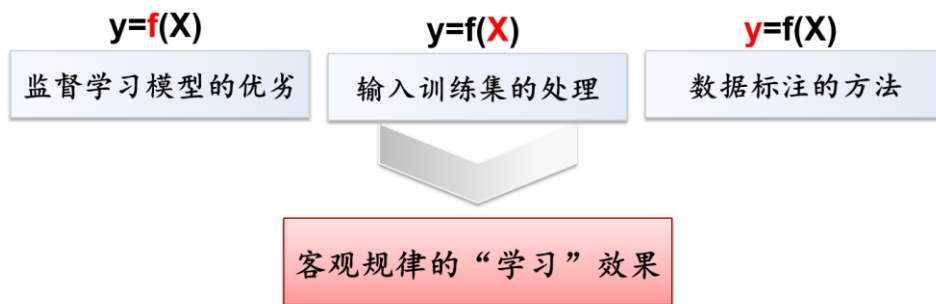 y=f(X)
y=f(X)
y=f(X)
监督学习模型的优劣
输入训练集的处理
数据标注的方法
客观规律的“学习”效果